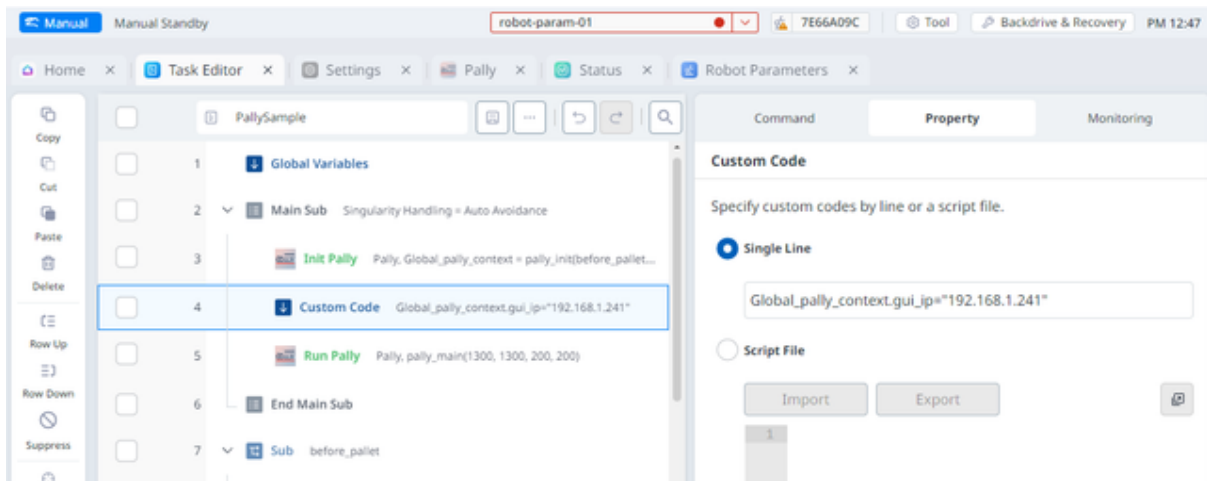 Manual Manual Standby robot-param-01 7E66A09C Tool Backdrive & Recovery PM 12:47
Home Task Editor Settings Pally Status Robot Parameters
Copy
Cut
Paste
Delete
Row Up
Row Down
Suppress
PallySample
1 Global Variables
2 Main Sub Singularity Handling = Auto Avoidance
3 Init Pally Pally, Global_pally_context = pally_init(before_pallet...
4 Custom Code Global_pally_context.gui_ip="192.168.1.241"
5 Run Pally Pally, pally_main(1300, 1300, 200, 200)
6 End Main Sub
7 Sub before_pallet
Command Property Monitoring
Custom Code
Specify custom codes by line or a script file.
Single Line
Global_pally_context.gui_ip="192.168.1.241"
Script File
Import Export
1